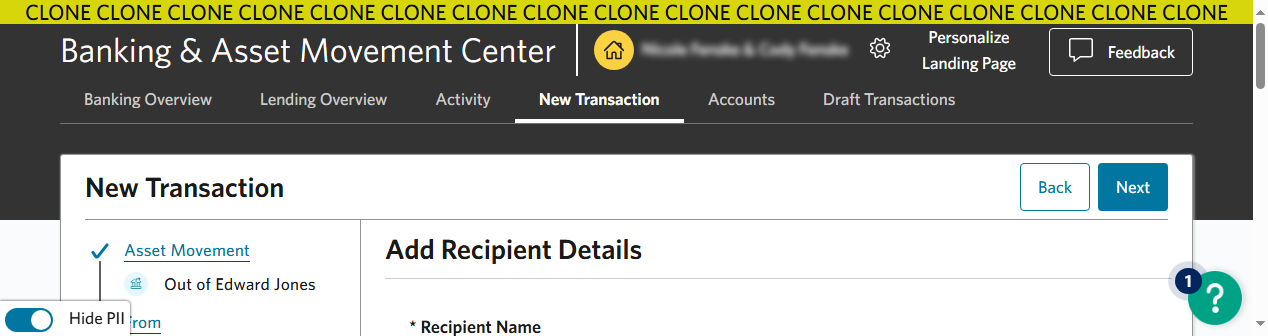 CLONE CLONE CLONE CLONE CLONE CLONE CLONE CLONE CLONE CLONE CLONE CLONE CLONE CLONE CLONE CLONE CLONE
Banking & Asset Movement Center
Personalize
Landing Page
Feedback
Banking Overview Lending Overview Activity New Transaction Accounts Draft Transactions
New Transaction
Back Next
Asset Movement
Out of Edward Jones
From
Add Recipient Details
* Recipient Name
Hide PII
1
?